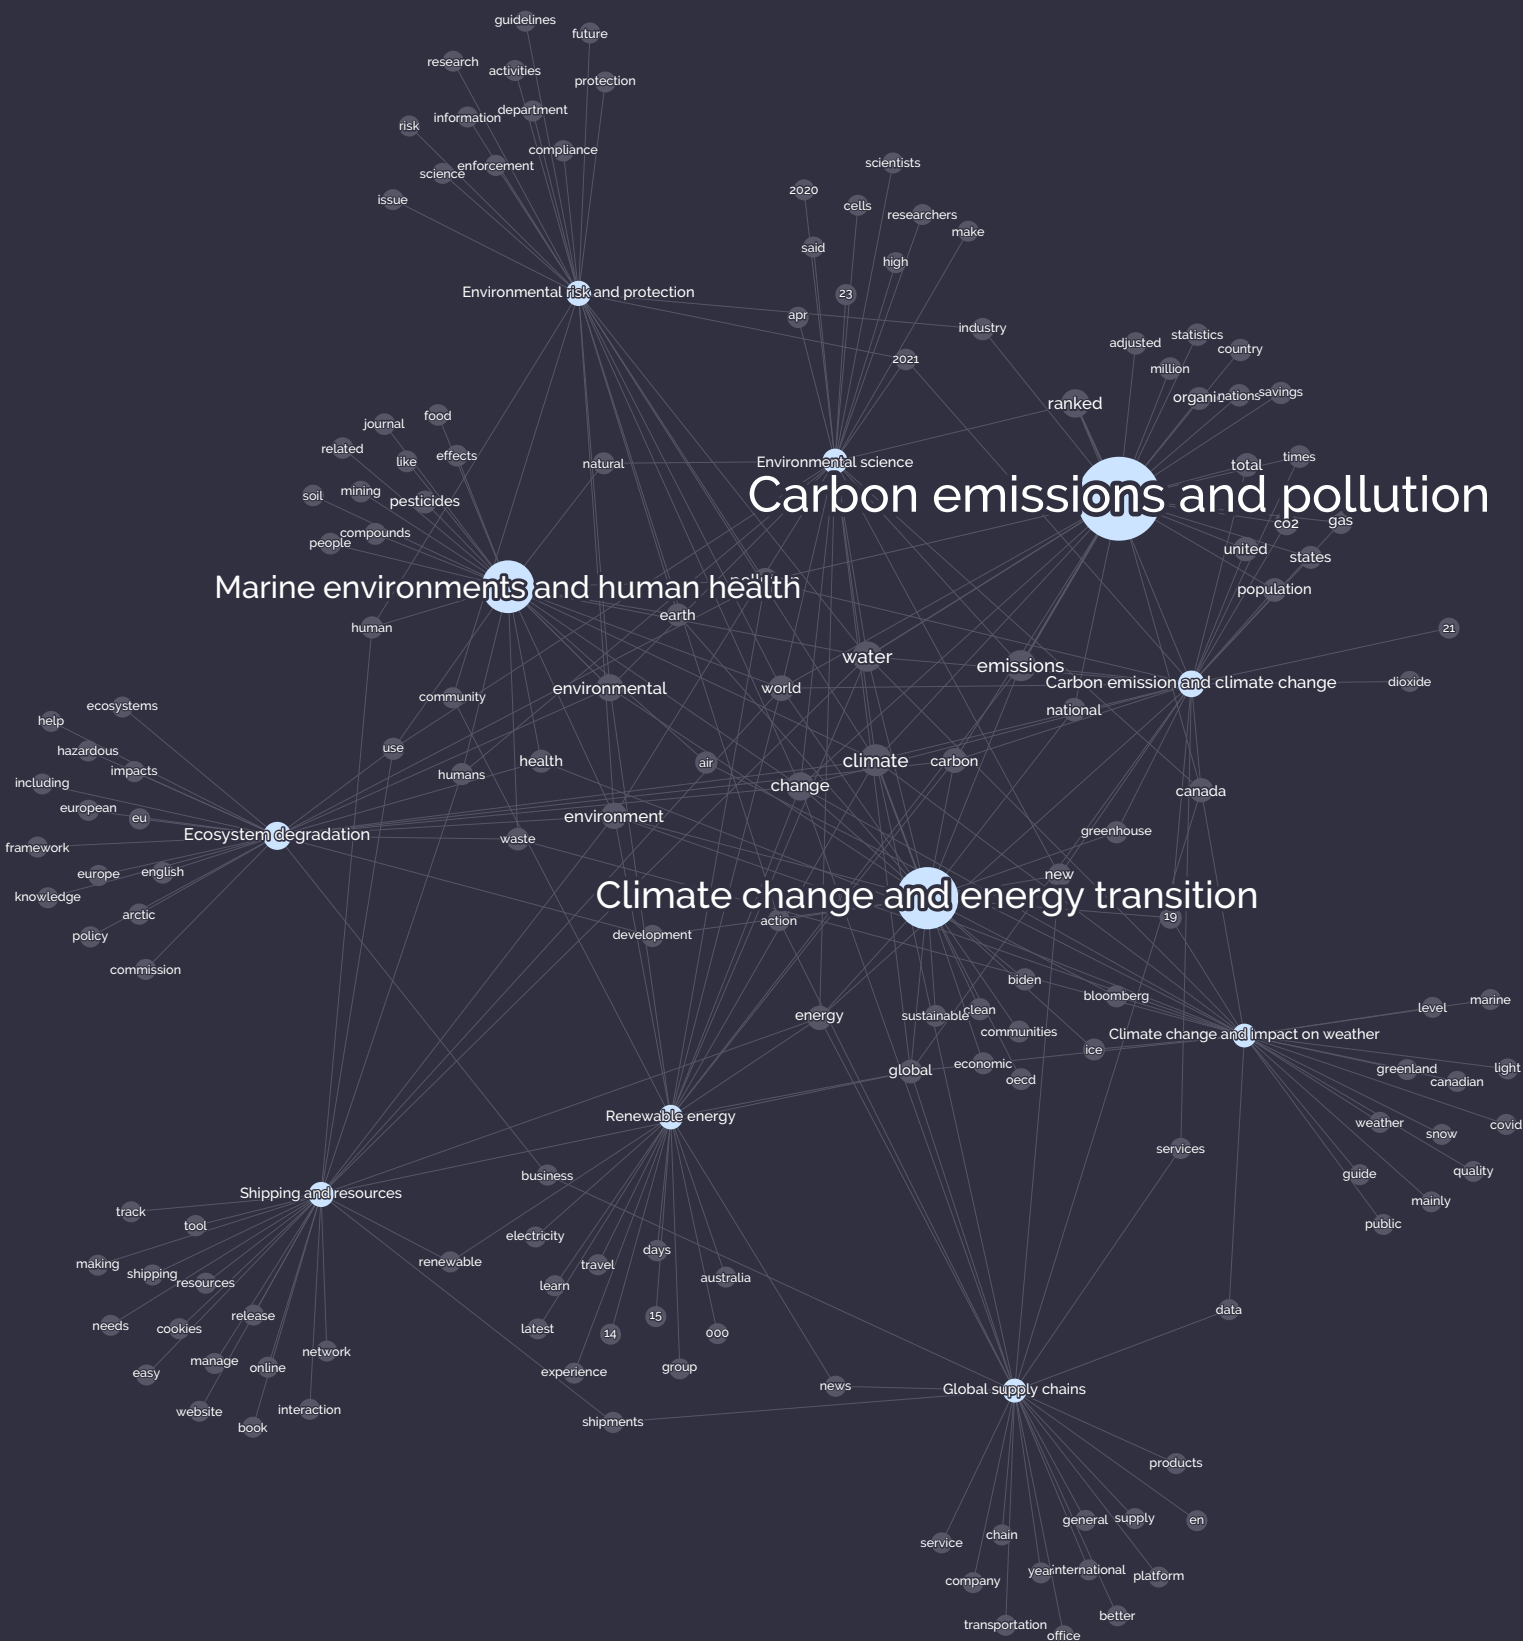 guidelines
future
research
activities
protection
department
information
risk
compliance
enforcement
science
issue
Environmental risk and protection
scientists
2020
cells
researchers
make
said
high
23
apr
industry
2021
adjusted
statistics
country
million
nations
savings
ranked
total
times
co2
gas
united
states
population
Environmental science
Carbon emissions and pollution
journal
food
related
like
effects
natural
soil
mining
pesticides
compounds
people
Marine environments and human health
human
earth
water
emissions
21
environmental
world
Carbon emission and climate change
dioxide
community
national
ecosystems
help
hazardous
impacts
including
european
eu
framework
Ecosystem degradation
europe
english
knowledge
arctic
policy
commission
use
humans
health
air
climate
carbon
change
canada
environment
waste
greenhouse
new
Climate change and energy transition
19
action
development
biden
bloomberg
energy
sustainable
clean
communities
economic
ice
oecd
global
Climate change and impact on weather
level
marine
greenland
canadian
light
weather
snow
covid
guide
quality
mainly
public
services
Renewable energy
business
Shipping and resources
track
tool
making
shipping
resources
needs
cookies
release
easy
manage
online
network
website
book
interaction
electricity
renewable
days
travel
learn
australia
latest
14
15
000
experience
group
news
shipments
data
Global supply chains
products
general
supply
en
service
chain
company
year
international
platform
transportation
better
office